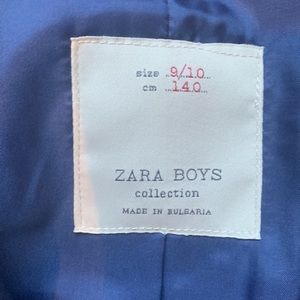 size 9/10
cm 140
ZARA BOYS
collection
MADE IN BULGARIA